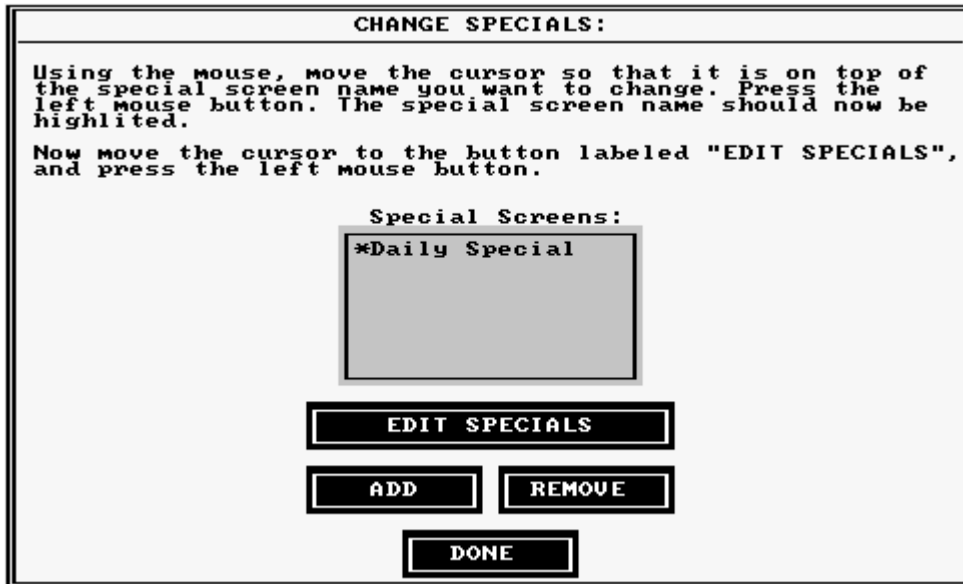 CHANGE SPECIALS:
Using the mouse, move the cursor so that it is on top of
the special screen name you want to change. Press the
left mouse button. The special screen name should now be
highlited.
Now move the cursor to the button labeled "EDIT SPECIALS",
and press the left mouse button.
Special Screens:
*Daily Special
EDIT SPECIALS
ADD REMOVE
DONE